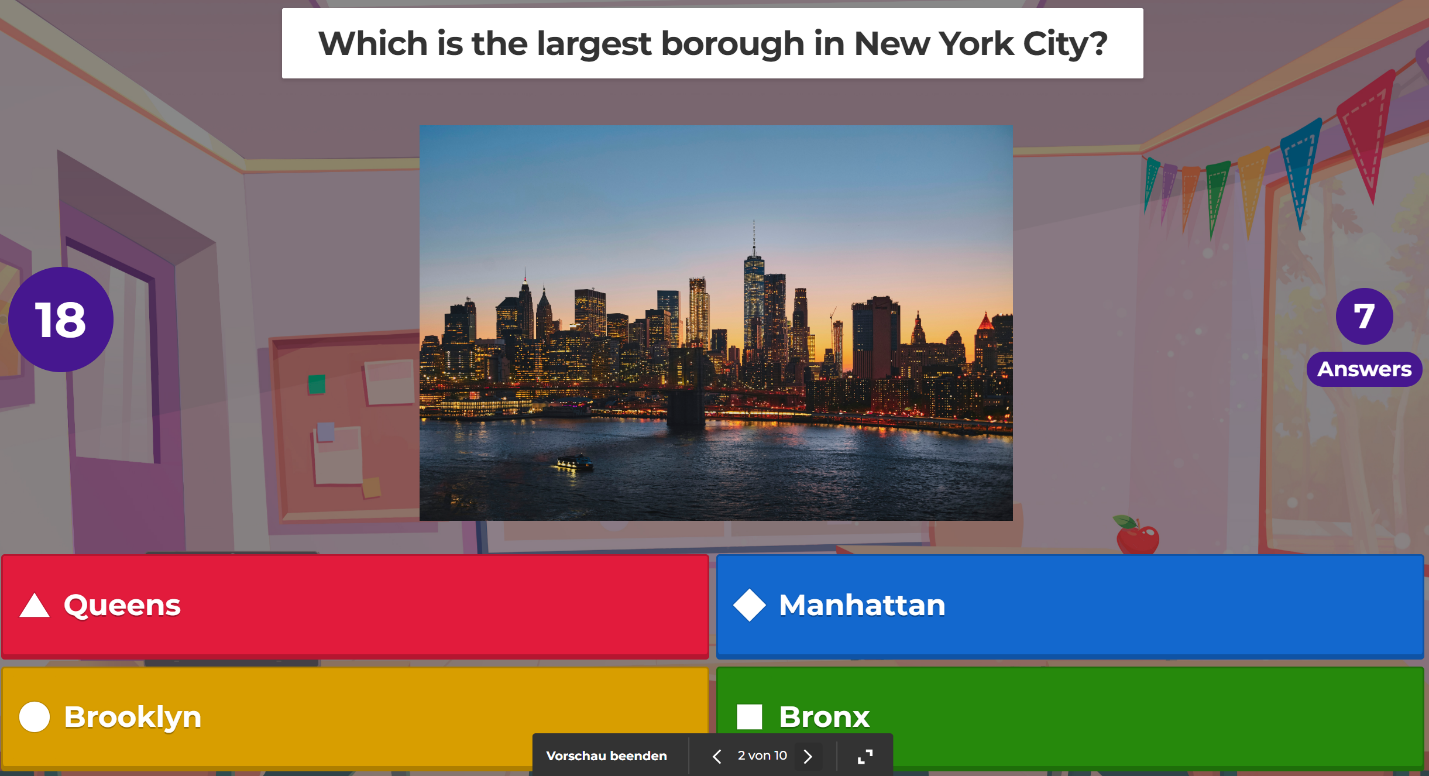 Which is the largest borough in New York City?
18
7
Answers
Queens
Manhattan
Brooklyn
Bronx
Vorschau beenden
2 von 10